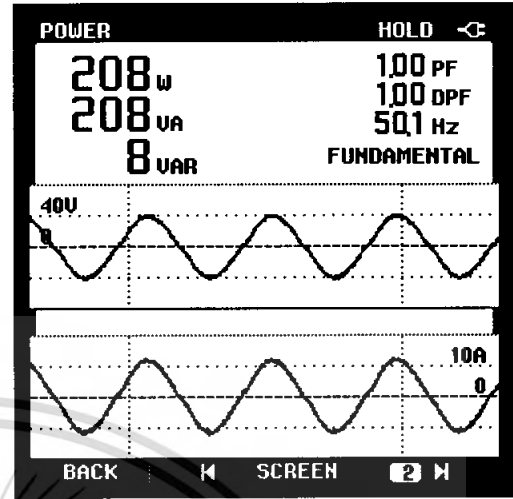 POWER HOLD
208 W 1,00 PF
208 VA 1,00 DPF
8 VAR 50,1 Hz
FUNDAMENTAL
40V
0
10A
0
BACK SCREEN 2